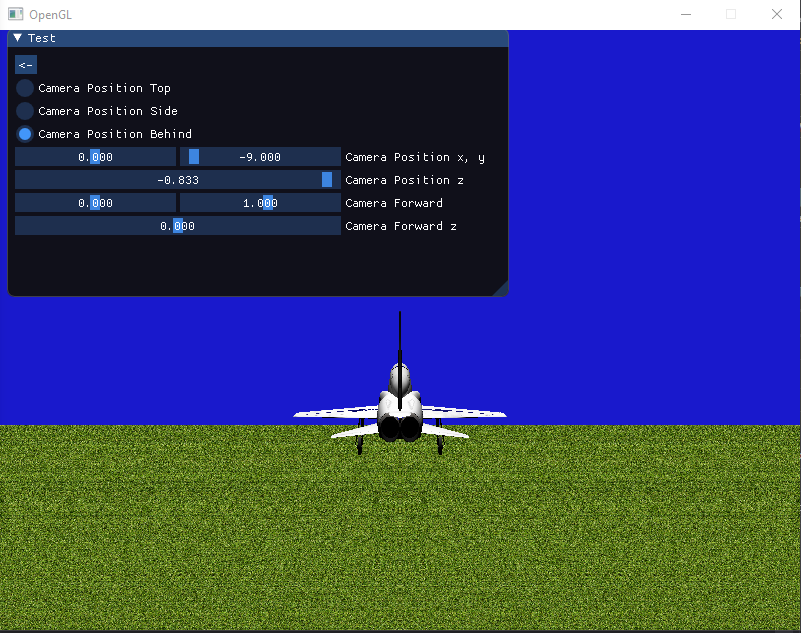 OpenGL
Test
<-
Camera Position Top
Camera Position Side
Camera Position Behind
0.000 -9.000 Camera Position x, y
-0.833 Camera Position z
0.000 1.000 Camera Forward
0.000 Camera Forward z